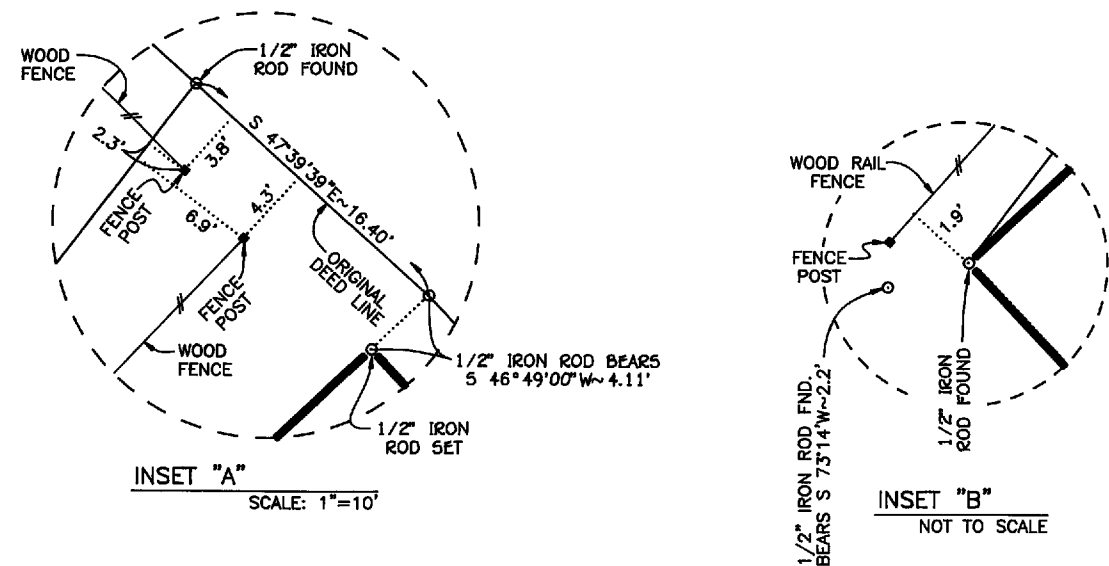 WOOD
FENCE
1/2" IRON
ROD FOUND
S 47°39'39"E~16.40'
2.3'
3.8'
4.3'
6.9'
FENCE
POST
FENCE
POST
ORIGINAL
DEED LINE
WOOD
FENCE
1/2" IRON ROD BEARS
S 46°49'00"W~4.11'
1/2" IRON
ROD SET
INSET "A"
SCALE: 1"=10'
WOOD RAIL
FENCE
1.9'
FENCE
POST
1/2" IRON ROD FND.
BEARS S 73°14'W~2.2'
1/2" IRON
ROD FOUND
INSET "B"
NOT TO SCALE